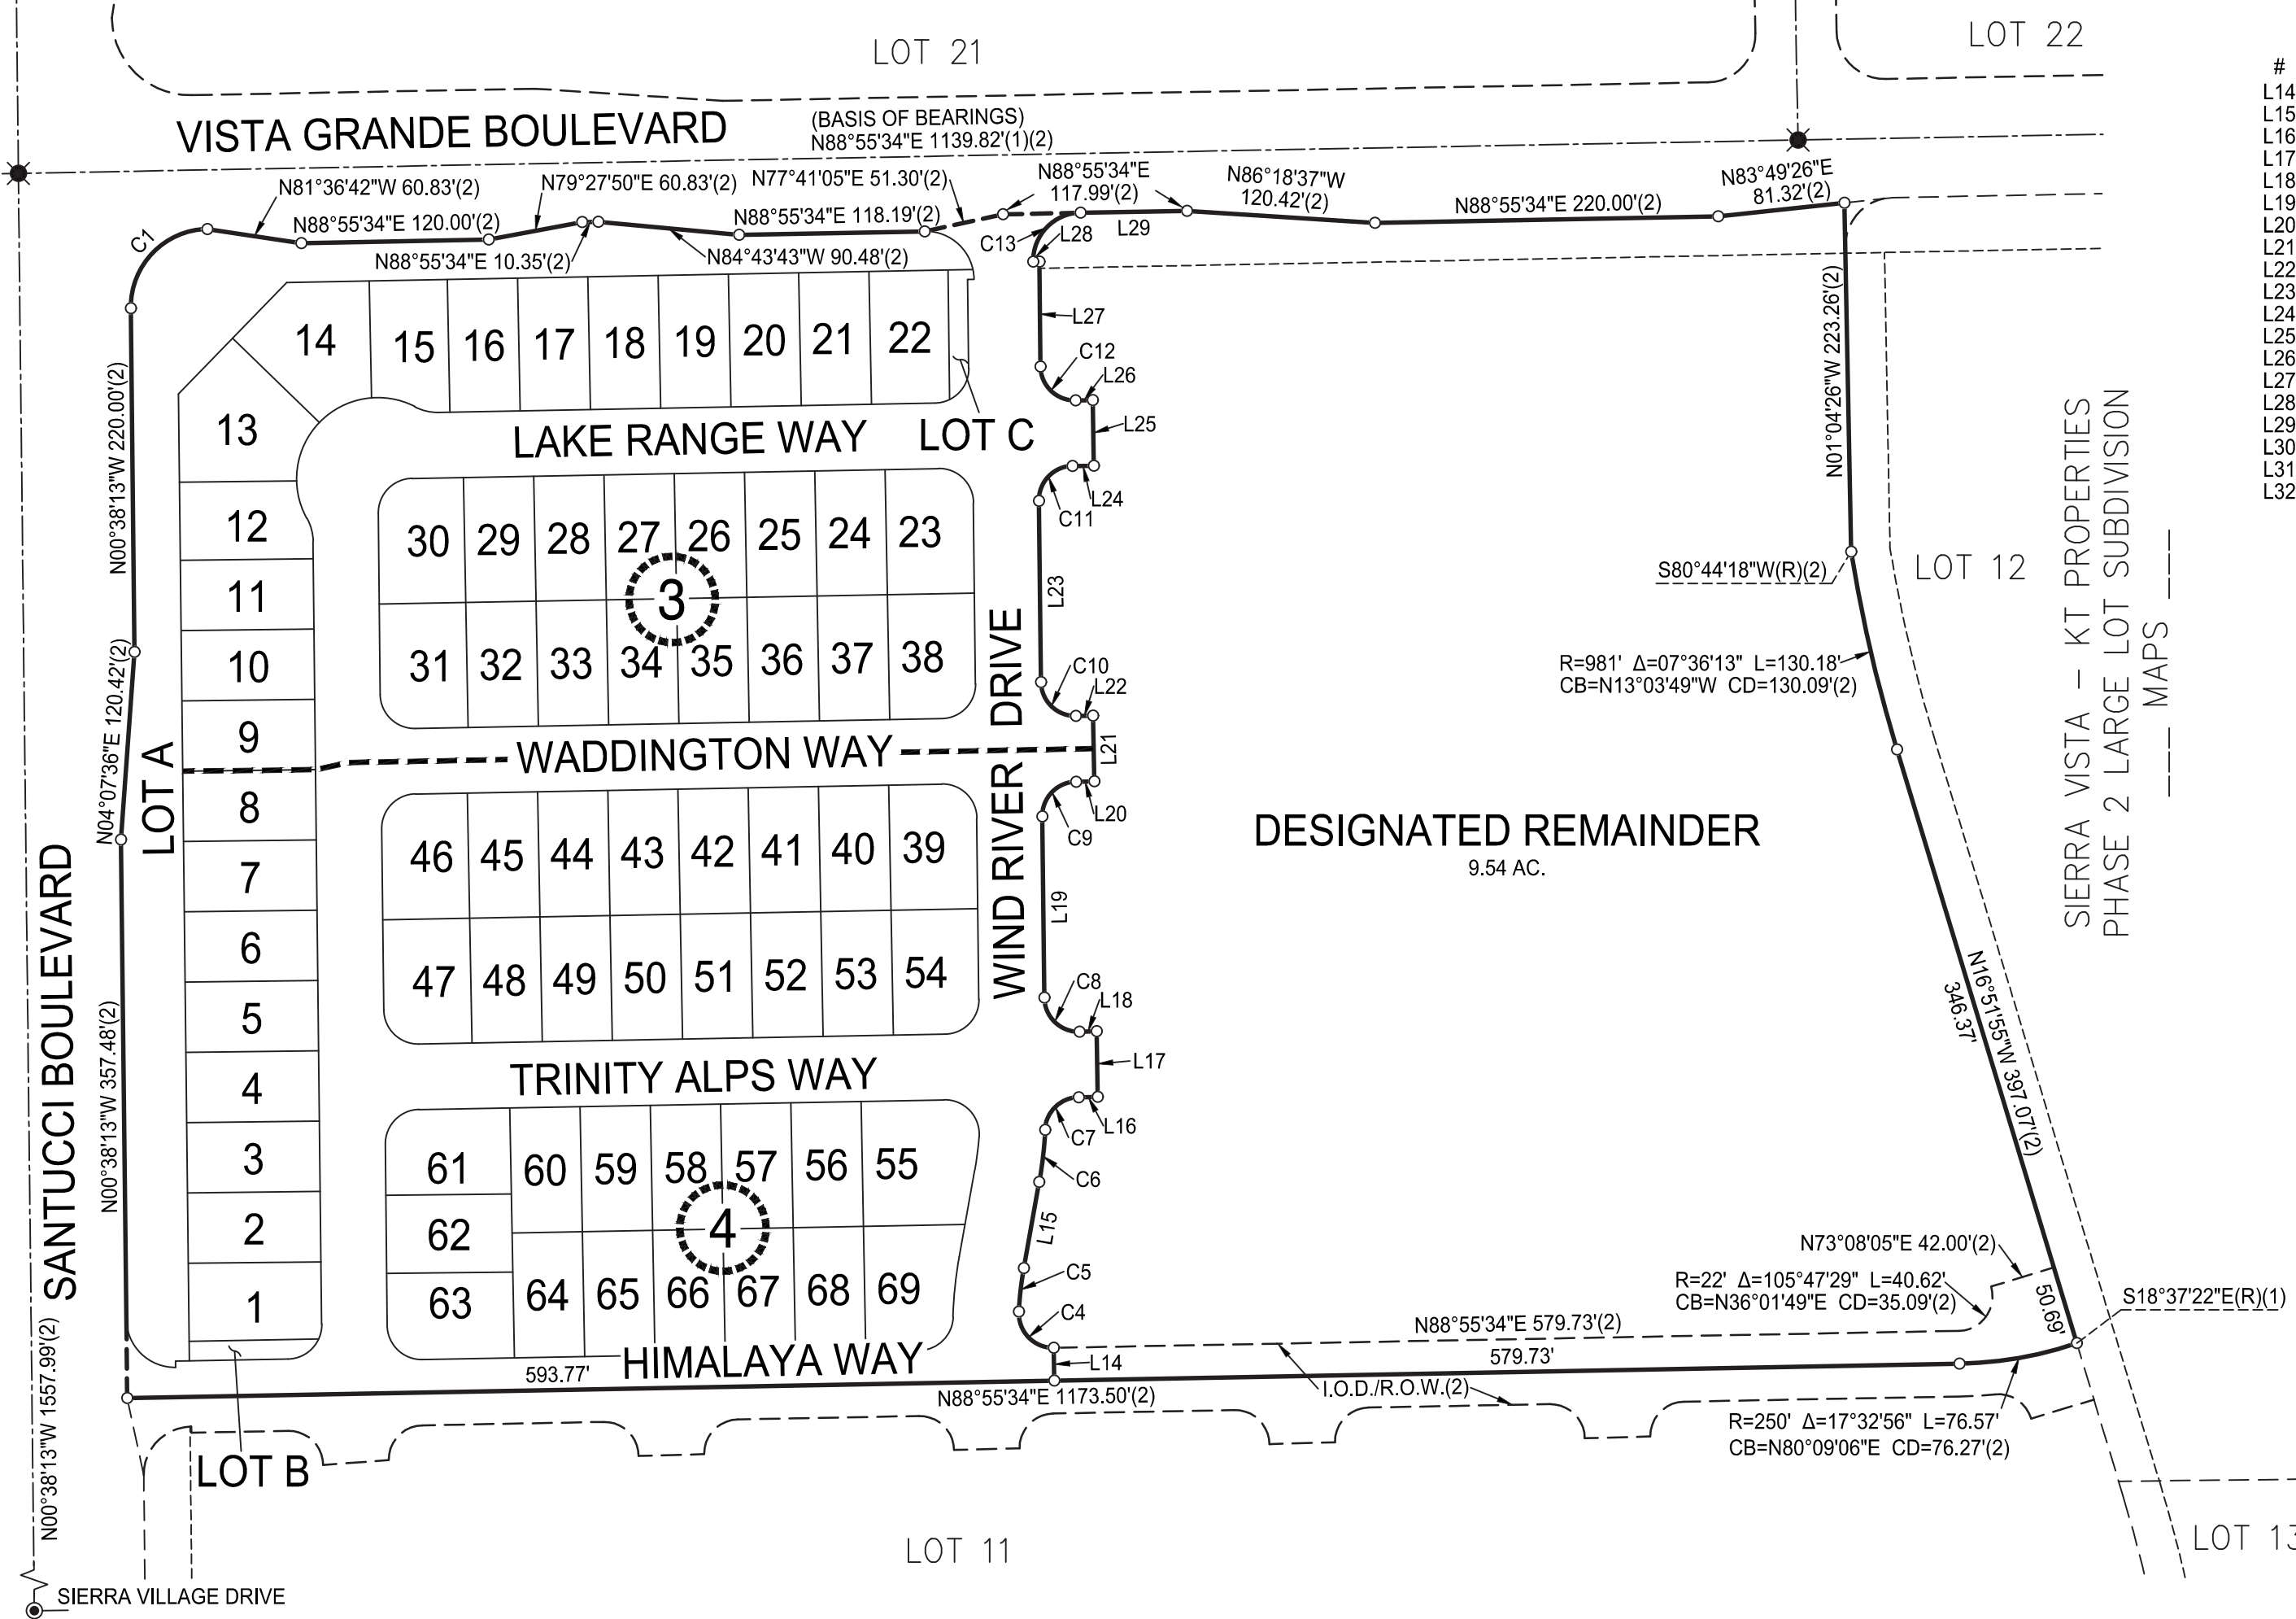 LOT 21
LOT 22
#
L14
L15
L16
L17
L18
L19
L20
L21
L22
L23
L24
L25
L26
L27
L28
L29
L30
L31
L32
VISTA GRANDE BOULEVARD
(BASIS OF BEARINGS)
N88°55'34"E 1139.82'(1)(2)
N81°36'42"W 60.83'(2)
N79°27'50"E 60.83'(2)
N77°41'05"E 51.30'(2)
N88°55'34"E
117.99'(2)
N86°18'37"W
120.42'(2)
N83°49'26"E
81.32'(2)
C1
N88°55'34"E 120.00'(2)
N88°55'34"E 118.19'(2)
N88°55'34"E 220.00'(2)
N88°55'34"E 10.35'(2)
N84°43'43"W 90.48'(2)
C13
L28
L29
L27
C12
L26
L25
L24
C11
L23
C10
L22
L21
L20
C9
L19
C8
L18
L17
L16
C7
C6
L15
C5
C4
L14
14
15
16
17
18
19
20
21
22
13
LAKE RANGE WAY
LOT C
12
11
10
9
30
29
28
27
26
25
24
23
3
31
32
33
34
35
36
37
38
WADDINGTON WAY
WIND RIVER DRIVE
LOT A
8
7
6
5
4
3
2
1
46
45
44
43
42
41
40
39
47
48
49
50
51
52
53
54
TRINITY ALPS WAY
61
60
59
58
57
56
55
62
4
63
64
65
66
67
68
69
HIMALAYA WAY
593.77'
579.73'
N88°55'34"E 1173.50'(2)
I.O.D./R.O.W.(2)
N88°55'34"E 579.73'(2)
LOT B
LOT 11
SIERRA VILLAGE DRIVE
SANTUCCI BOULEVARD
N00°38'13"W 1557.99'(2)
N00°38'13"W 220.00'(2)
N04°07'36"E 120.42'(2)
N00°38'13"W 357.48'(2)
DESIGNATED REMAINDER
9.54 AC.
N01°04'26"W 223.26'(2)
S80°44'18"W(R)(2)
R=981' Δ=07°36'13" L=130.18'
CB=N13°03'49"W CD=130.09'(2)
LOT 12
SIERRA VISTA – KT PROPERTIES
PHASE 2 LARGE LOT SUBDIVISION
MAPS
N16°51'55"W 397.07'(2)
346.37'
50.69'
N73°08'05"E 42.00'(2)
R=22' Δ=105°47'29" L=40.62'
CB=N36°01'49"E CD=35.09'(2)
S18°37'22"E(R)(1)
R=250' Δ=17°32'56" L=76.57'
CB=N80°09'06"E CD=76.27'(2)
LOT 13